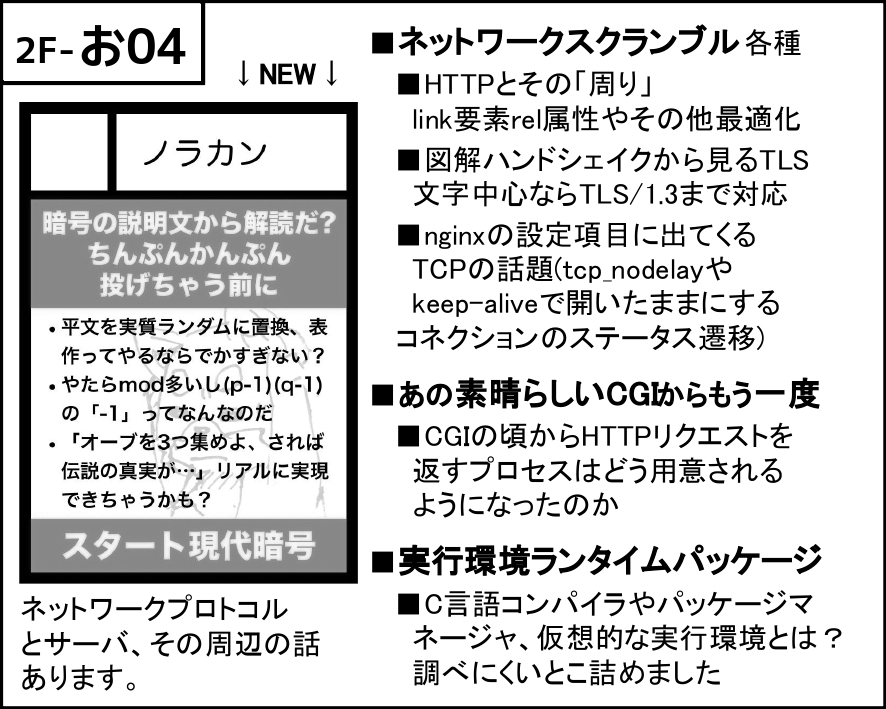 2F-お04
↓NEW↓
ノラカン
暗号の説明文から解読だ?
ちんぷんかんぷん
投げちゃう前に
・平文を実質ランダムに置換、表
作ってやるならでかすぎない？
・やたらmod多いし(p-1)(q-1)
の「-1」ってなんなのだ
・「オーブを3つ集めよ、されば
伝説の真実が…」リアルに実現
できちゃうかも？
スタート現代暗号
ネットワークプロトコル
とサーバ、その周辺の話
あります。
■ネットワークスクランブル各種
■HTTPとその「周り」
link要素rel属性やその他最適化
■図解ハンドシェイクから見るTLS
文字中心ならTLS/1.3まで対応
■nginxの設定項目に出てくる
TCPの話題(tcp_nodelayや
keep-aliveで開いたままにする
コネクションのステータス遷移)
■あの素晴らしいCGIからもう一度
■CGIの頃からHTTPリクエストを
返すプロセスはどう用意される
ようになったのか
■実行環境ランタイムパッケージ
■C言語コンパイラやパッケージマ
ネージャ、仮想的な実行環境とは？
調べにくいとこ詰めました